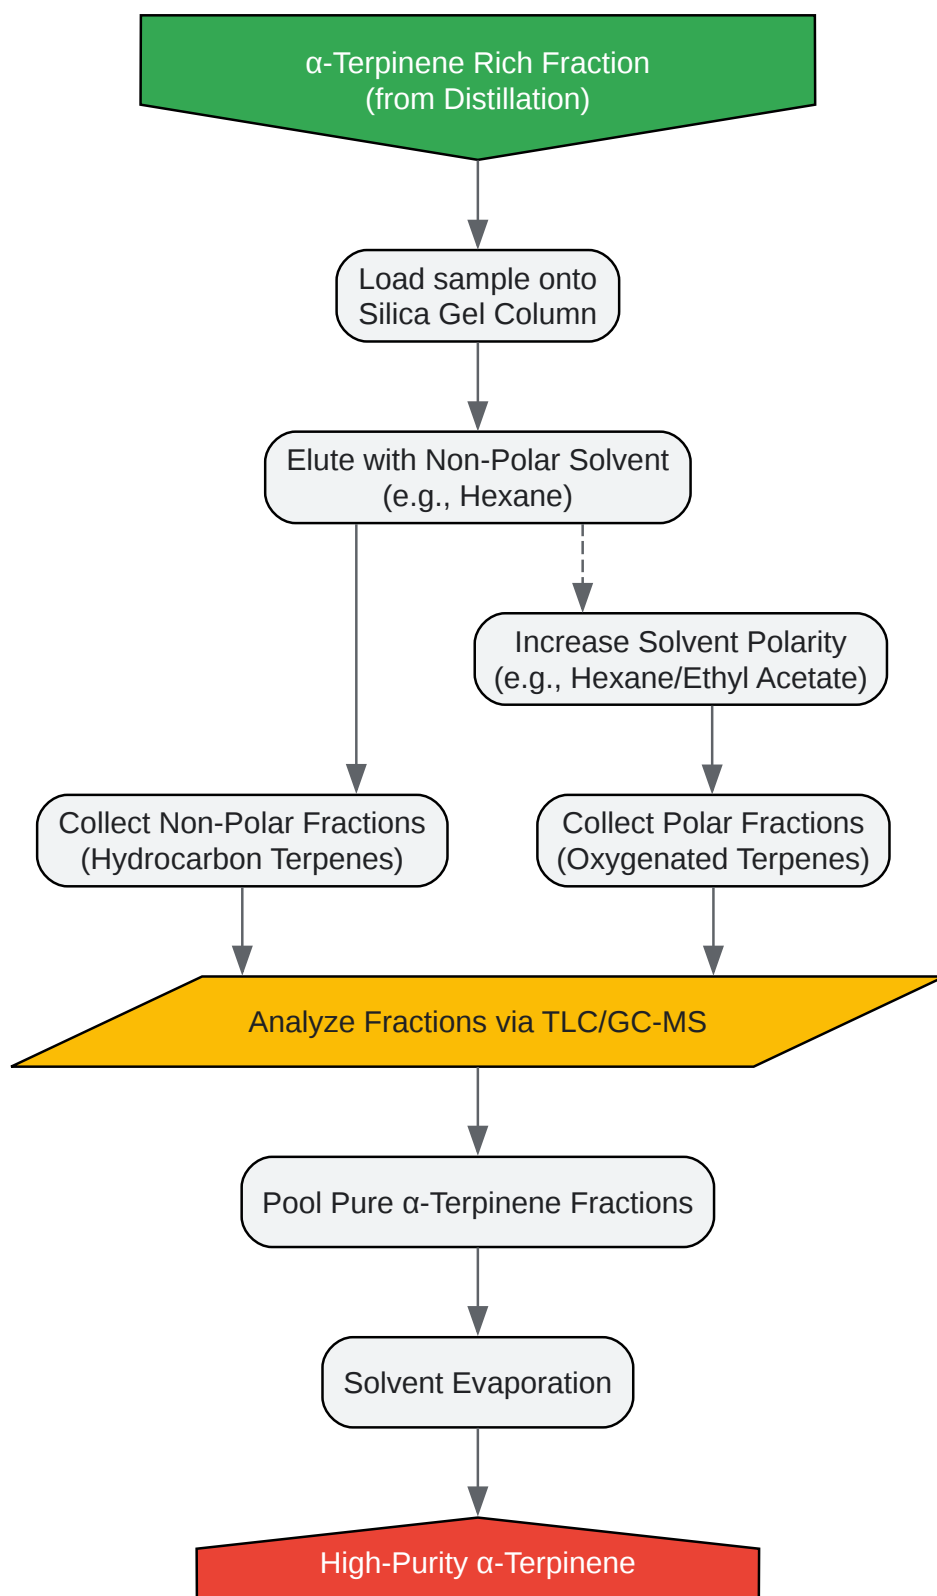 α-Terpinene Rich Fraction
(from Distillation)
Load sample onto
Silica Gel Column
Elute with Non-Polar Solvent
(e.g., Hexane)
Increase Solvent Polarity
(e.g., Hexane/Ethyl Acetate)
Collect Non-Polar Fractions
(Hydrocarbon Terpenes)
Collect Polar Fractions
(Oxygenated Terpenes)
Analyze Fractions via TLC/GC-MS
Pool Pure α-Terpinene Fractions
Solvent Evaporation
High-Purity α-Terpinene